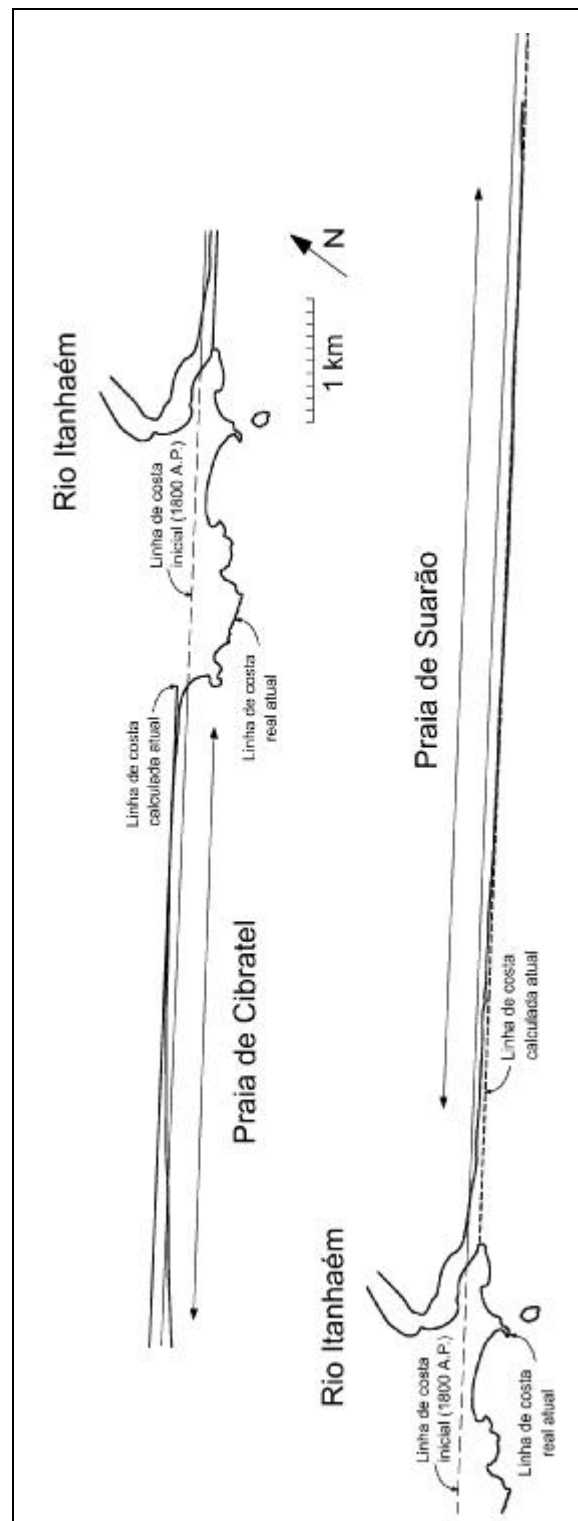 Rio Itanhaém
N
1 km
Linha de costa
inicial (1800 A.P.)
Linha de costa
real atual
Linha de costa
calculada atual
Praia de Cibratel
Praia de Suarão
Linha de costa
calculada atual
Rio Itanhaém
Linha de costa
inicial (1800 A.P.)
Linha de costa
real atual